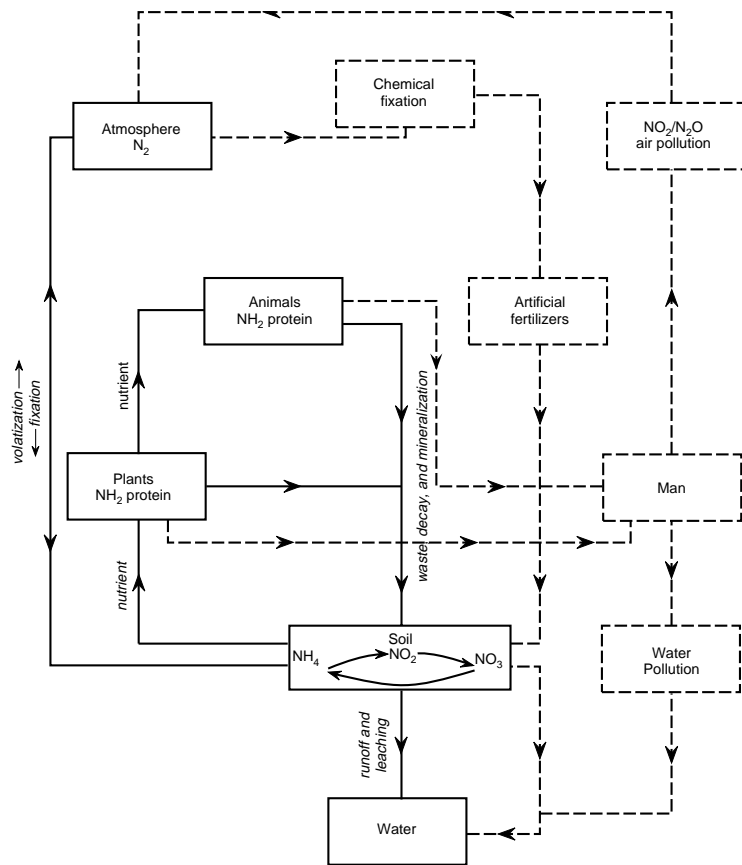 Chemical
fixation
Atmosphere
N₂
NO₂/N₂O
air pollution
Animals
NH₂ protein
Artificial
fertilizers
nutrient
volatization →
← fixation
waste, decay, and mineralization
Plants
NH₂ protein
Man
nutrient
Soil
NH₄
NO₂
NO₃
Water
Pollution
runoff and
leaching
Water